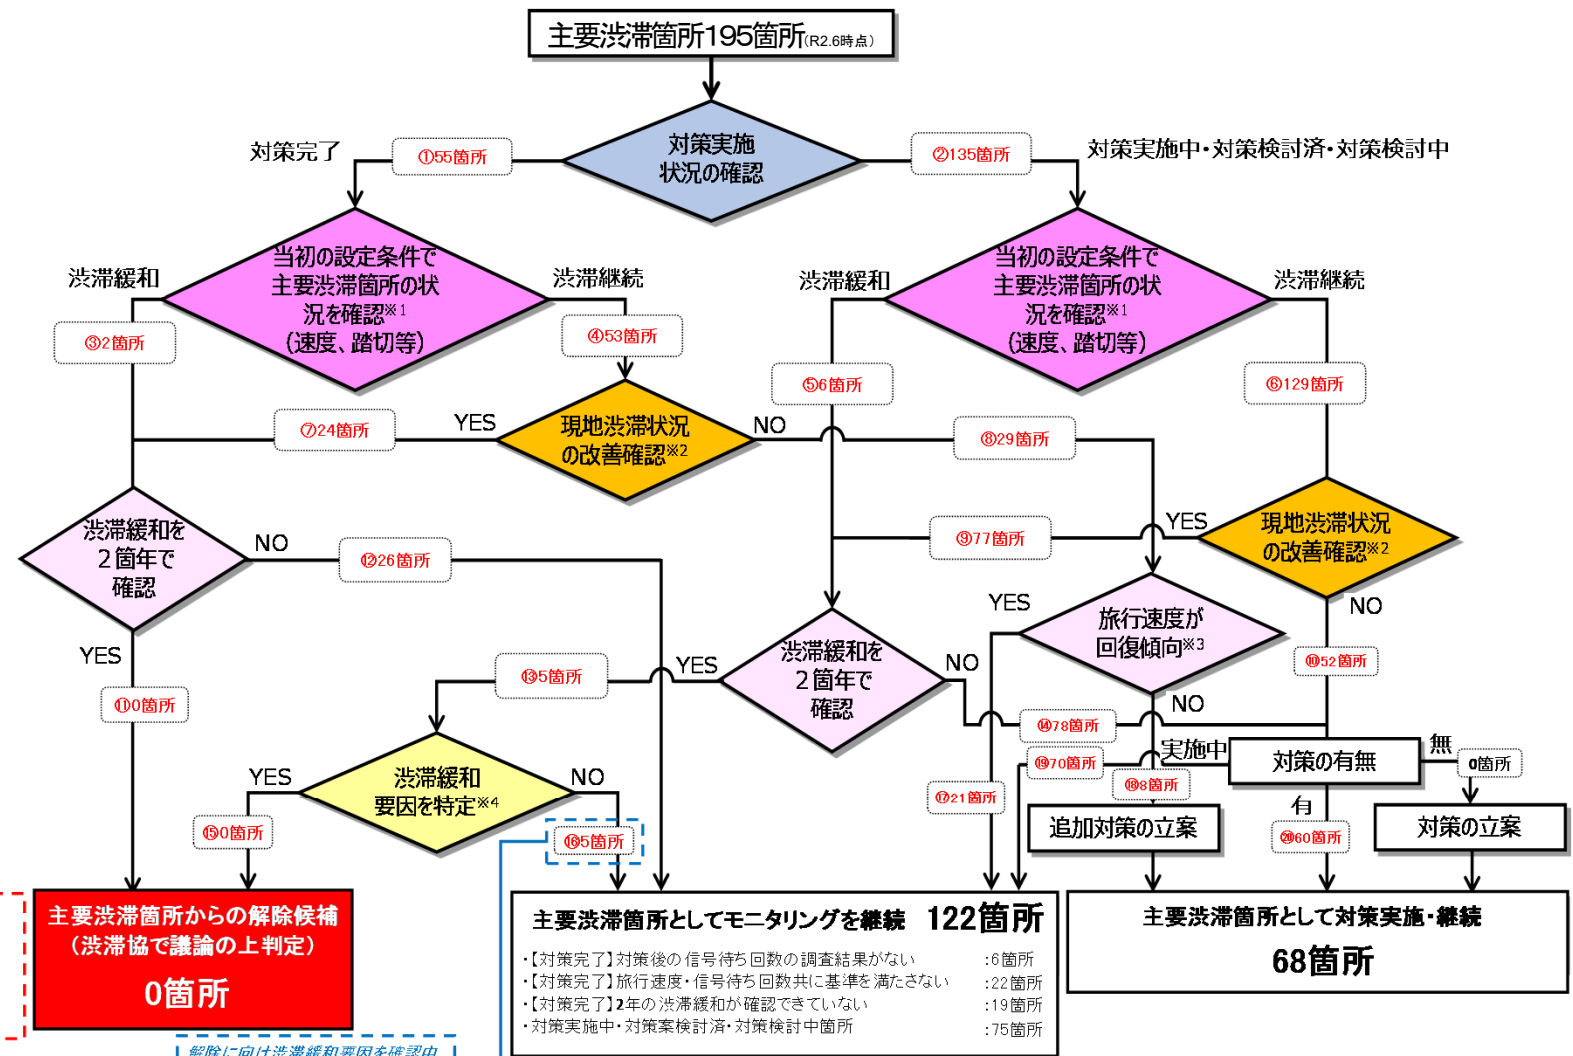 主要渋滞箇所195箇所(R2.6時点)
対策実施
状況の確認
対策完了
①55箇所
②135箇所
対策実施中・対策検討済・対策検討中
当初の設定条件で
主要渋滞箇所の状
況を確認※1
(速度、踏切等)
渋滞緩和
渋滞継続
③2箇所
④53箇所
当初の設定条件で
主要渋滞箇所の状
況を確認※1
(速度、踏切等)
渋滞緩和
渋滞継続
⑤6箇所
⑥129箇所
⑦24箇所
YES
現地渋滞状況
の改善確認※2
NO
⑧29箇所
渋滞緩和を
2箇年で
確認
NO
⑫26箇所
⑨77箇所
YES
現地渋滞状況
の改善確認※2
NO
YES
旅行速度が
回復傾向※3
⑩52箇所
YES
⑪0箇所
⑬5箇所
YES
渋滞緩和を
2箇年で
確認
NO
⑭78箇所
NO
渋滞緩和
要因を特定※4
YES
NO
⑮0箇所
⑯5箇所
⑰21箇所
⑲70箇所
実施中
⑱8箇所
対策の有無
無
0箇所
有
⑳60箇所
追加対策の立案
対策の立案
主要渋滞箇所からの解除候補
(渋滞協で議論の上判定)
0箇所
主要渋滞箇所としてモニタリングを継続 122箇所
・【対策完了】対策後の信号待ち回数の調査結果がない :6箇所
・【対策完了】旅行速度・信号待ち回数共に基準を満たさない :22箇所
・【対策完了】2年の渋滞緩和が確認できていない :19箇所
・対策実施中・対策案検討済・対策検討中箇所 :75箇所
主要渋滞箇所として対策実施・継続
68箇所
解除に向け渋滞緩和要因を確認中